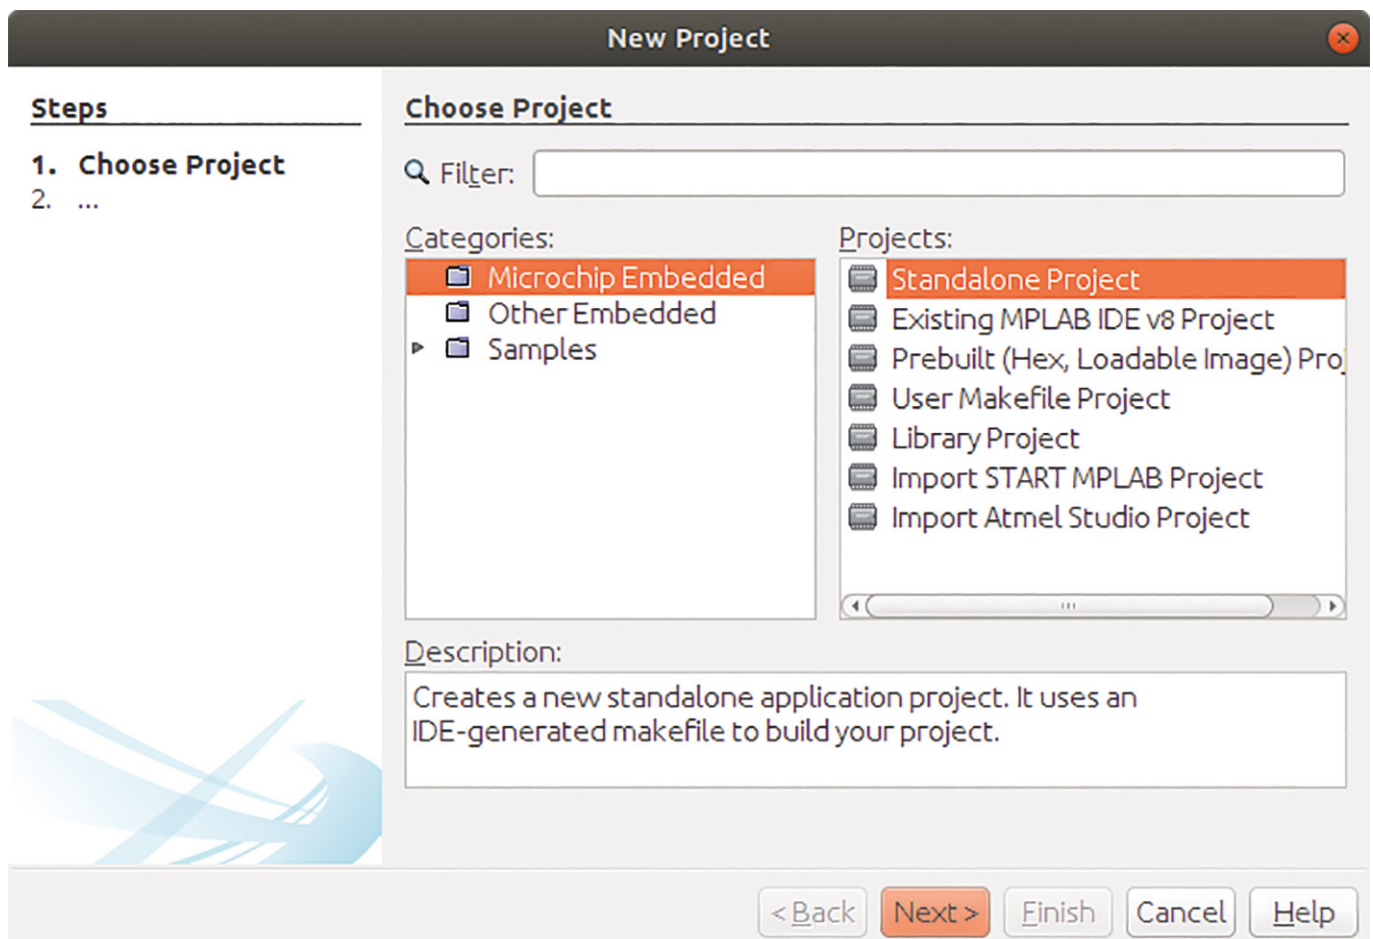 New Project
Steps
1. Choose Project
2. ...
Choose Project
Filter:
Categories:
Microchip Embedded
Other Embedded
Samples
Projects:
Standalone Project
Existing MPLAB IDE v8 Project
Prebuilt (Hex, Loadable Image) Proj
User Makefile Project
Library Project
Import START MPLAB Project
Import Atmel Studio Project
Description:
Creates a new standalone application project. It uses an
IDE-generated makefile to build your project.
< Back Next > Finish Cancel Help